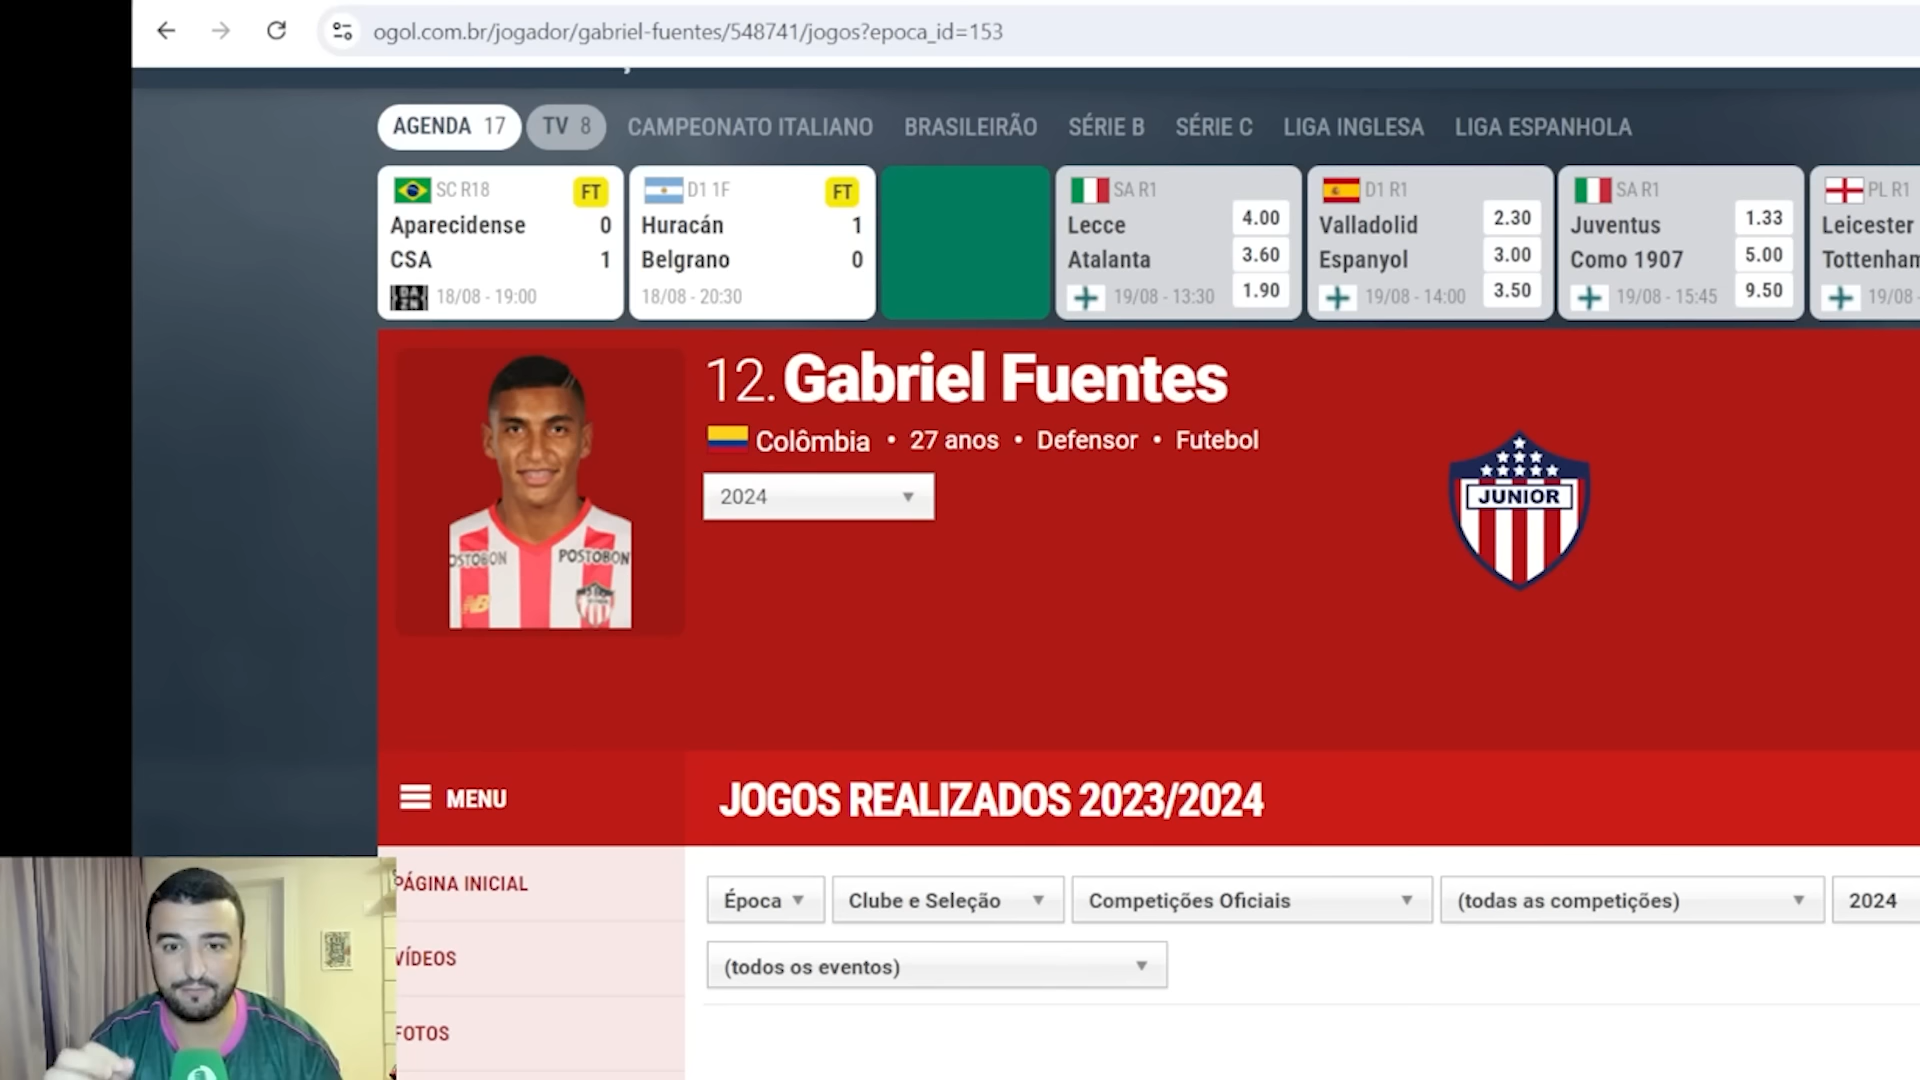 ogol.com.br/jogador/gabriel-fuentes/548741/jogos?epoca_id=153
AGENDA 17 TV 8 CAMPEONATO ITALIANO BRASILEIRÃO SÉRIE B SÉRIE C LIGA INGLESA LIGA ESPANHOLA
SC R18 FT
Aparecidense 0
CSA 1
DAZN 18/08 - 19:00
D1 1F FT
Huracán 1
Belgrano 0
18/08 - 20:30
SA R1
Lecce 4.00
Atalanta 3.60
19/08 - 13:30 1.90
D1 R1
Valladolid 2.30
Espanyol 3.00
19/08 - 14:00 3.50
SA R1
Juventus 1.33
Como 1907 5.00
19/08 - 15:45 9.50
PL R1
Leicester
Tottenham
19/08 -
12. Gabriel Fuentes
Colômbia • 27 anos • Defensor • Futebol
2024
JUNIOR
OSTOBON POSTOBON
NB
MENU
JOGOS REALIZADOS 2023/2024
PÁGINA INICIAL
VÍDEOS
FOTOS
Época Clube e Seleção Competições Oficiais (todas as competições) 2024
(todos os eventos)